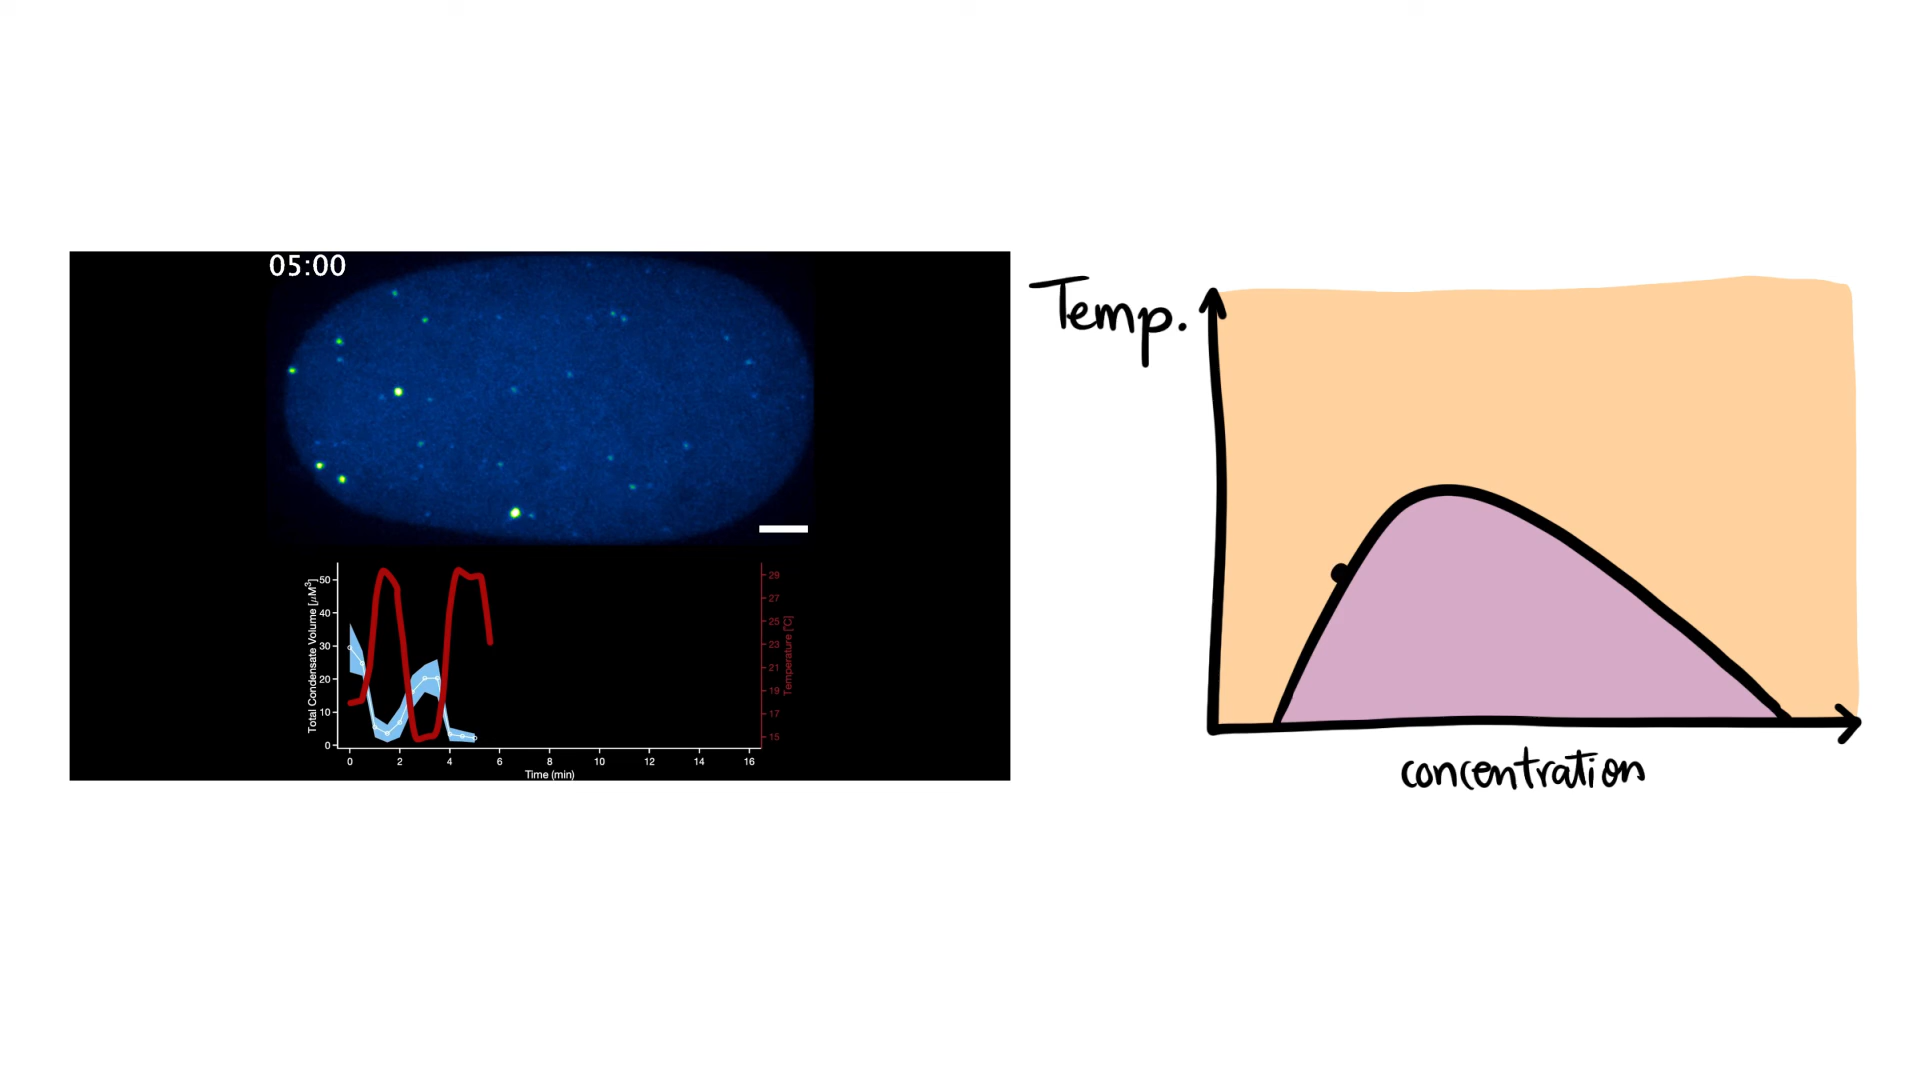 05:00
Total Condensate Volume [μM³]
50
40
30
20
10
0
0 2 4 6 8 10 12 14 16
Time (min)
29
27
25
23
21
19
17
15
Temperature [°C]
Temp.
concentration